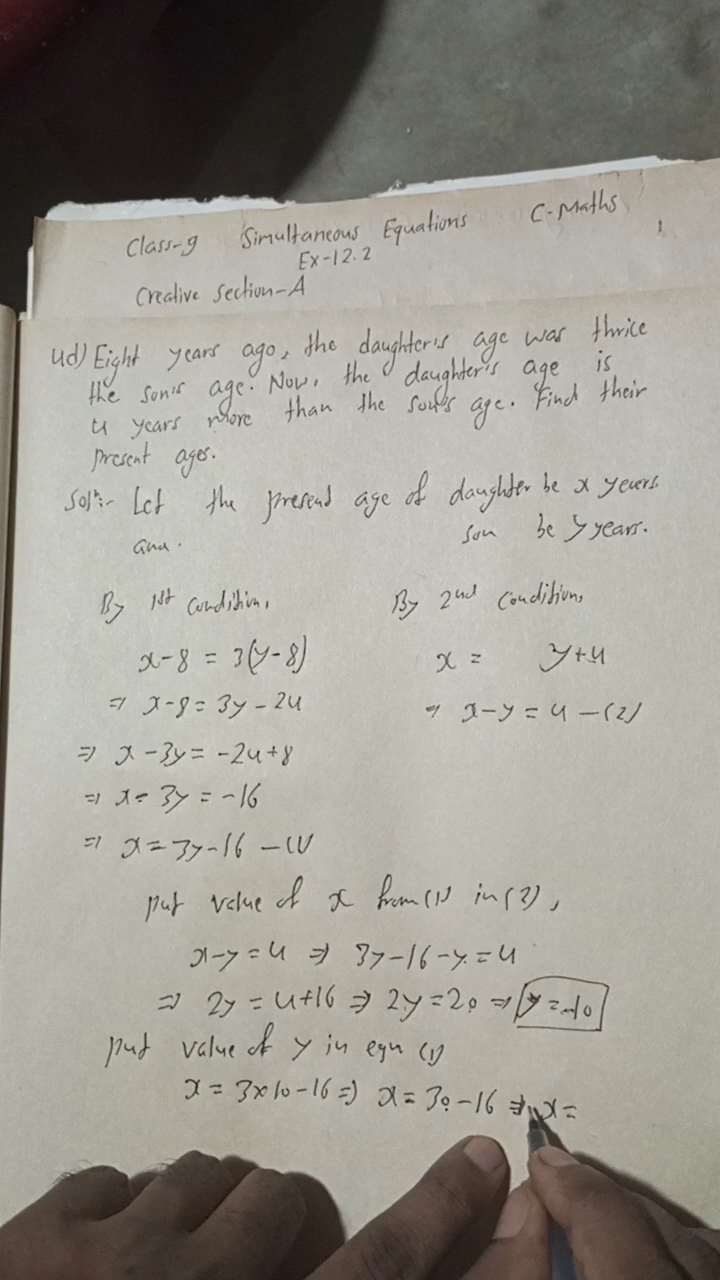 Class-9 Simultaneous Equations C-Maths
Ex-12.2
Creative Section-A
4d) Eight years ago, the daughter's age was thrice
the son's age. Now, the daughter's age is
4 years more than the son's age. Find their
present ages.
Solⁿ:- Let the present age of daughter be x years
and. son be y years.
By 1st Condition, By 2nd Condition,
x-8 = 3(y-8) x = y+4
⇒ x-8 = 3y-24 ⇒ x-y = 4 -(2)
⇒ x-3y = -24+8
⇒ x-3y = -16
⇒ x = 3y-16 -(1)
put value of x from (1) in (2),
x-y = 4 ⇒ 3y-16-y = 4
⇒ 2y = 4+16 ⇒ 2y = 20 ⇒ y = 10
put value of y in eqn (1)
x = 3x10-16 ⇒ x = 30-16 ⇒ x =